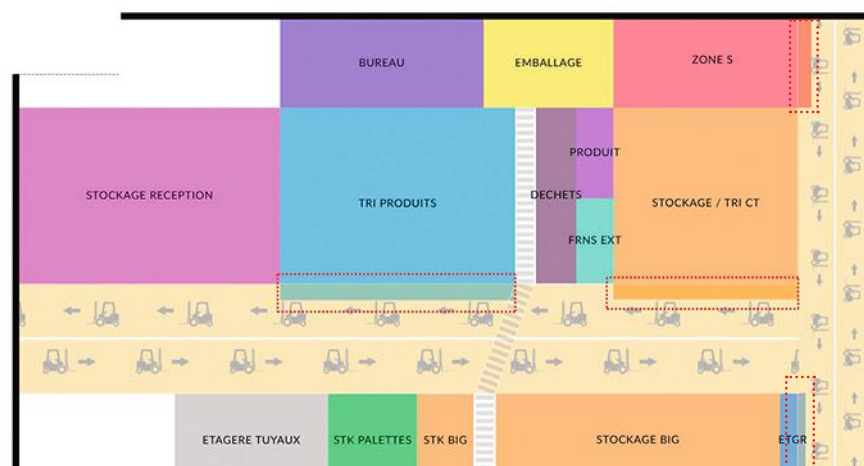 BUREAU
EMBALLAGE
ZONE S
STOCKAGE RECEPTION
TRI PRODUITS
DECHETS
PRODUIT
FRNS EXT
STOCKAGE / TRI CT
ETAGERE TUYAUX
STK PALETTES
STK BIG
STOCKAGE BIG
ETGR